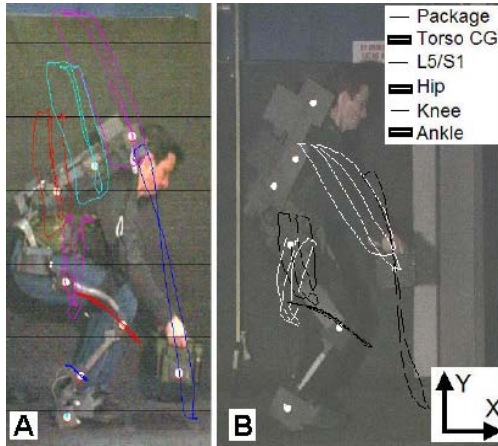 Package
Torso CG
L5/S1
Hip
Knee
Ankle
A
B
Y
X